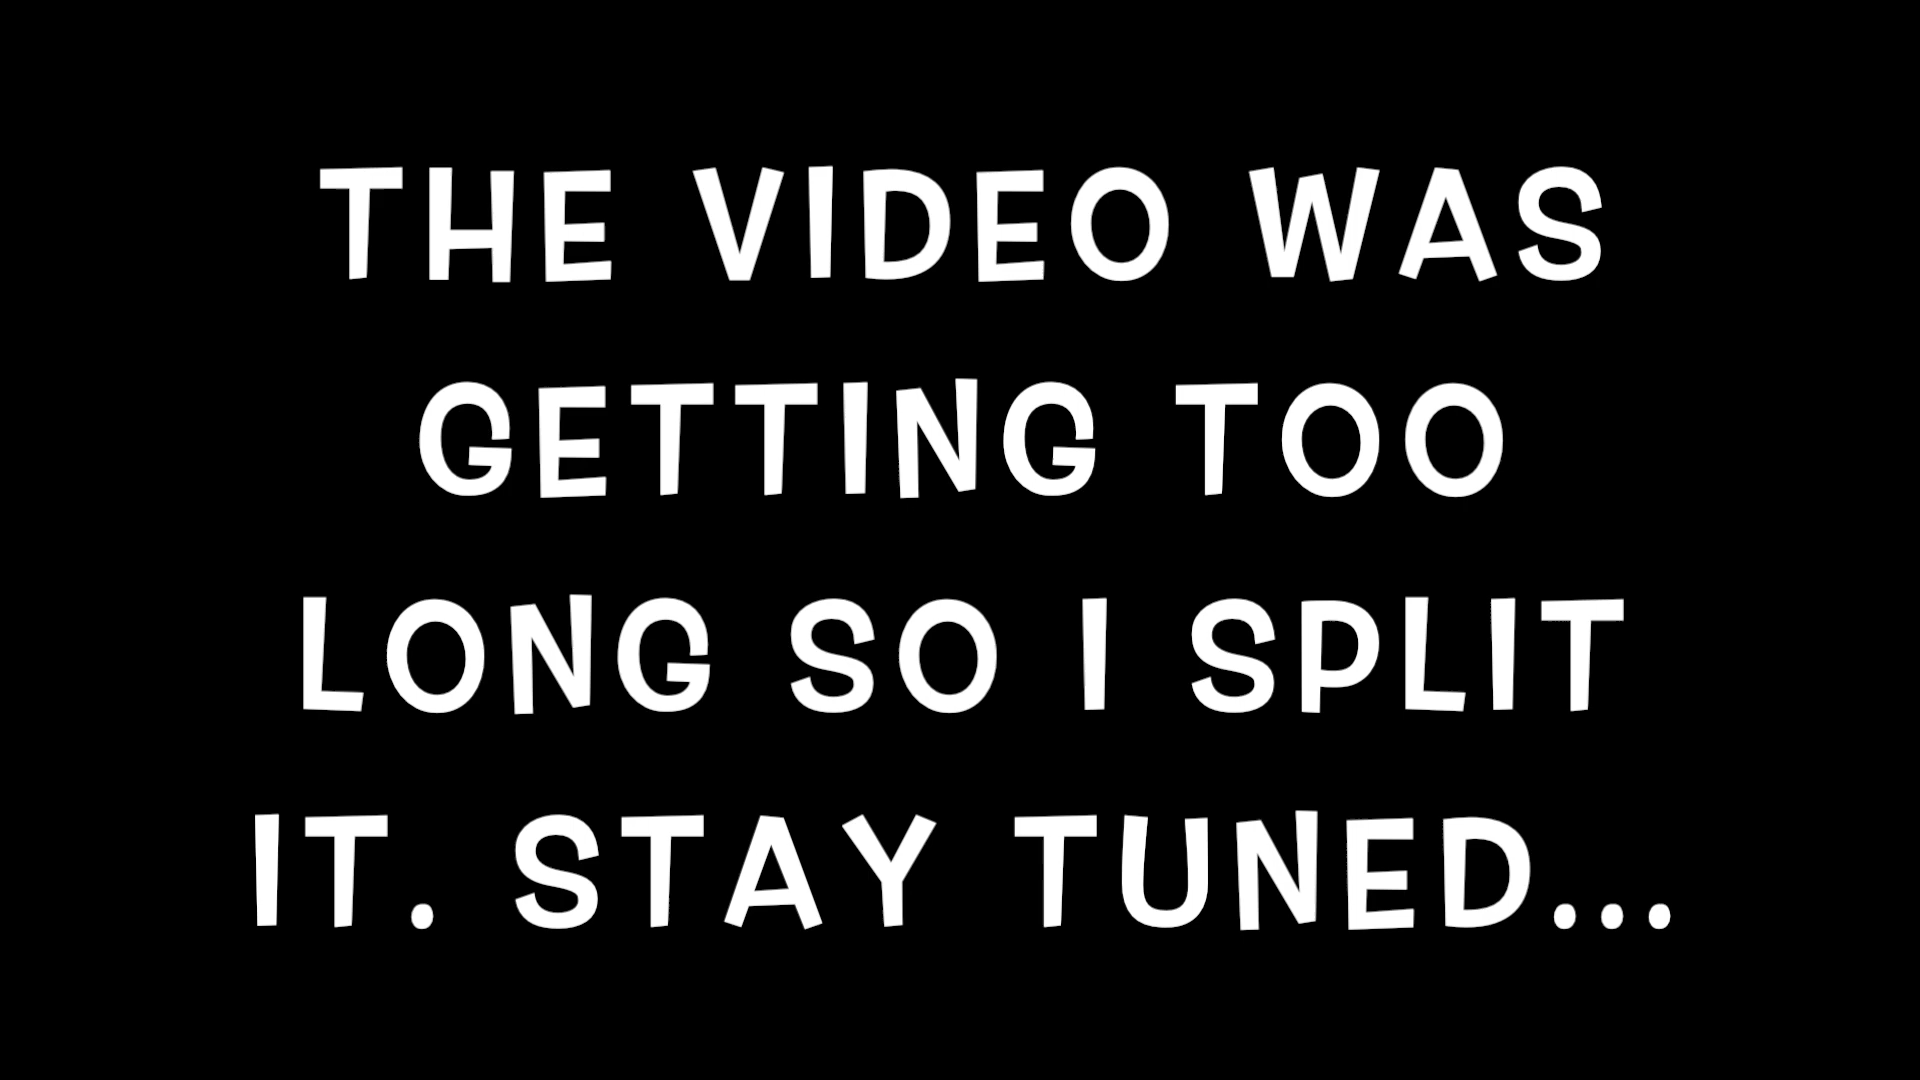 THE VIDEO WAS
GETTING TOO
LONG SO I SPLIT
IT. STAY TUNED...